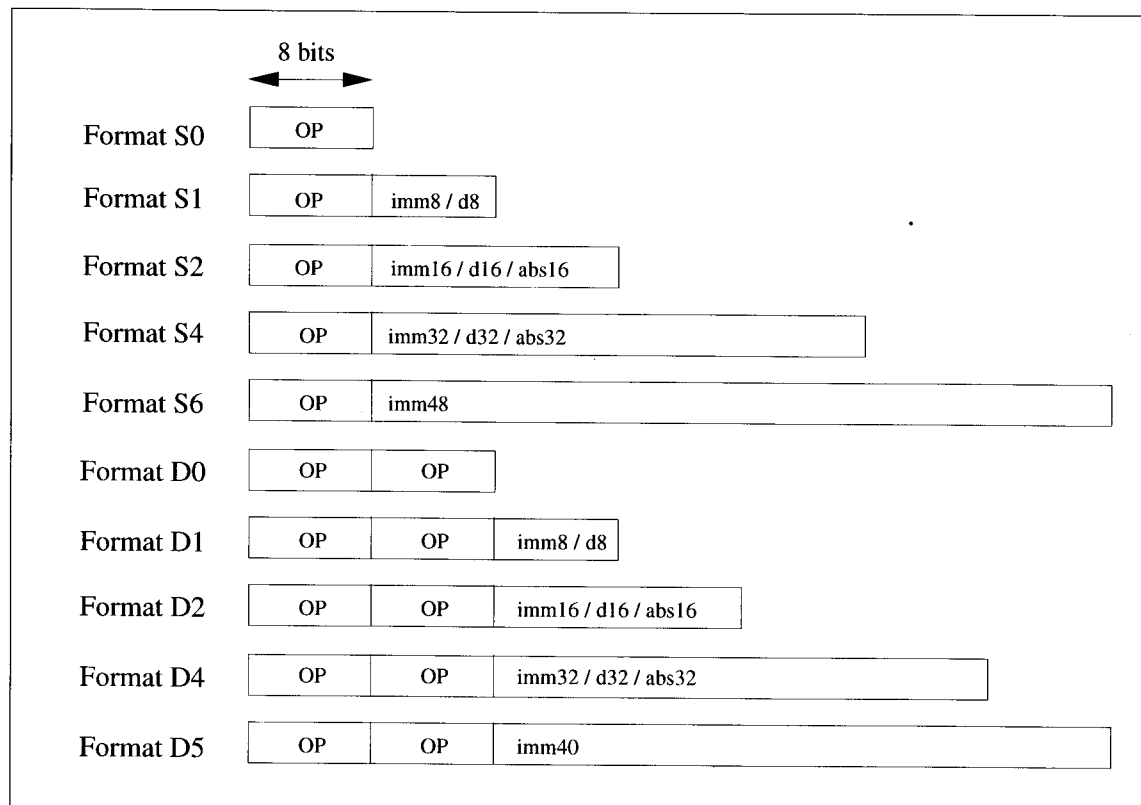 8 bits
Format S0 OP
Format S1 OP imm8 / d8
Format S2 OP imm16 / d16 / abs16
Format S4 OP imm32 / d32 / abs32
Format S6 OP imm48
Format D0 OP OP
Format D1 OP OP imm8 / d8
Format D2 OP OP imm16 / d16 / abs16
Format D4 OP OP imm32 / d32 / abs32
Format D5 OP OP imm40